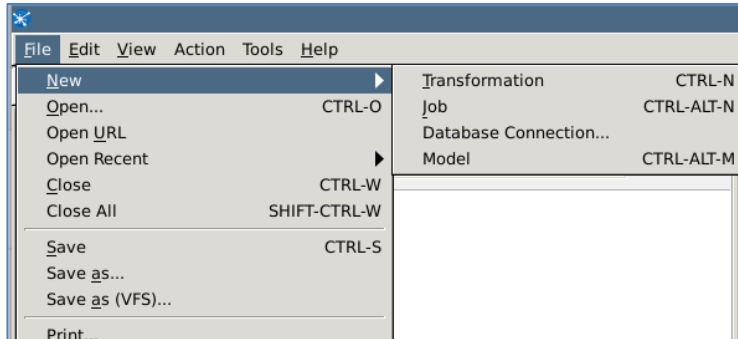 File Edit View Action Tools Help
New
Open... CTRL-O
Open URL
Open Recent
Close CTRL-W
Close All SHIFT-CTRL-W
Save CTRL-S
Save as...
Save as (VFS)...
Print...
Transformation CTRL-N
Job CTRL-ALT-N
Database Connection...
Model CTRL-ALT-M